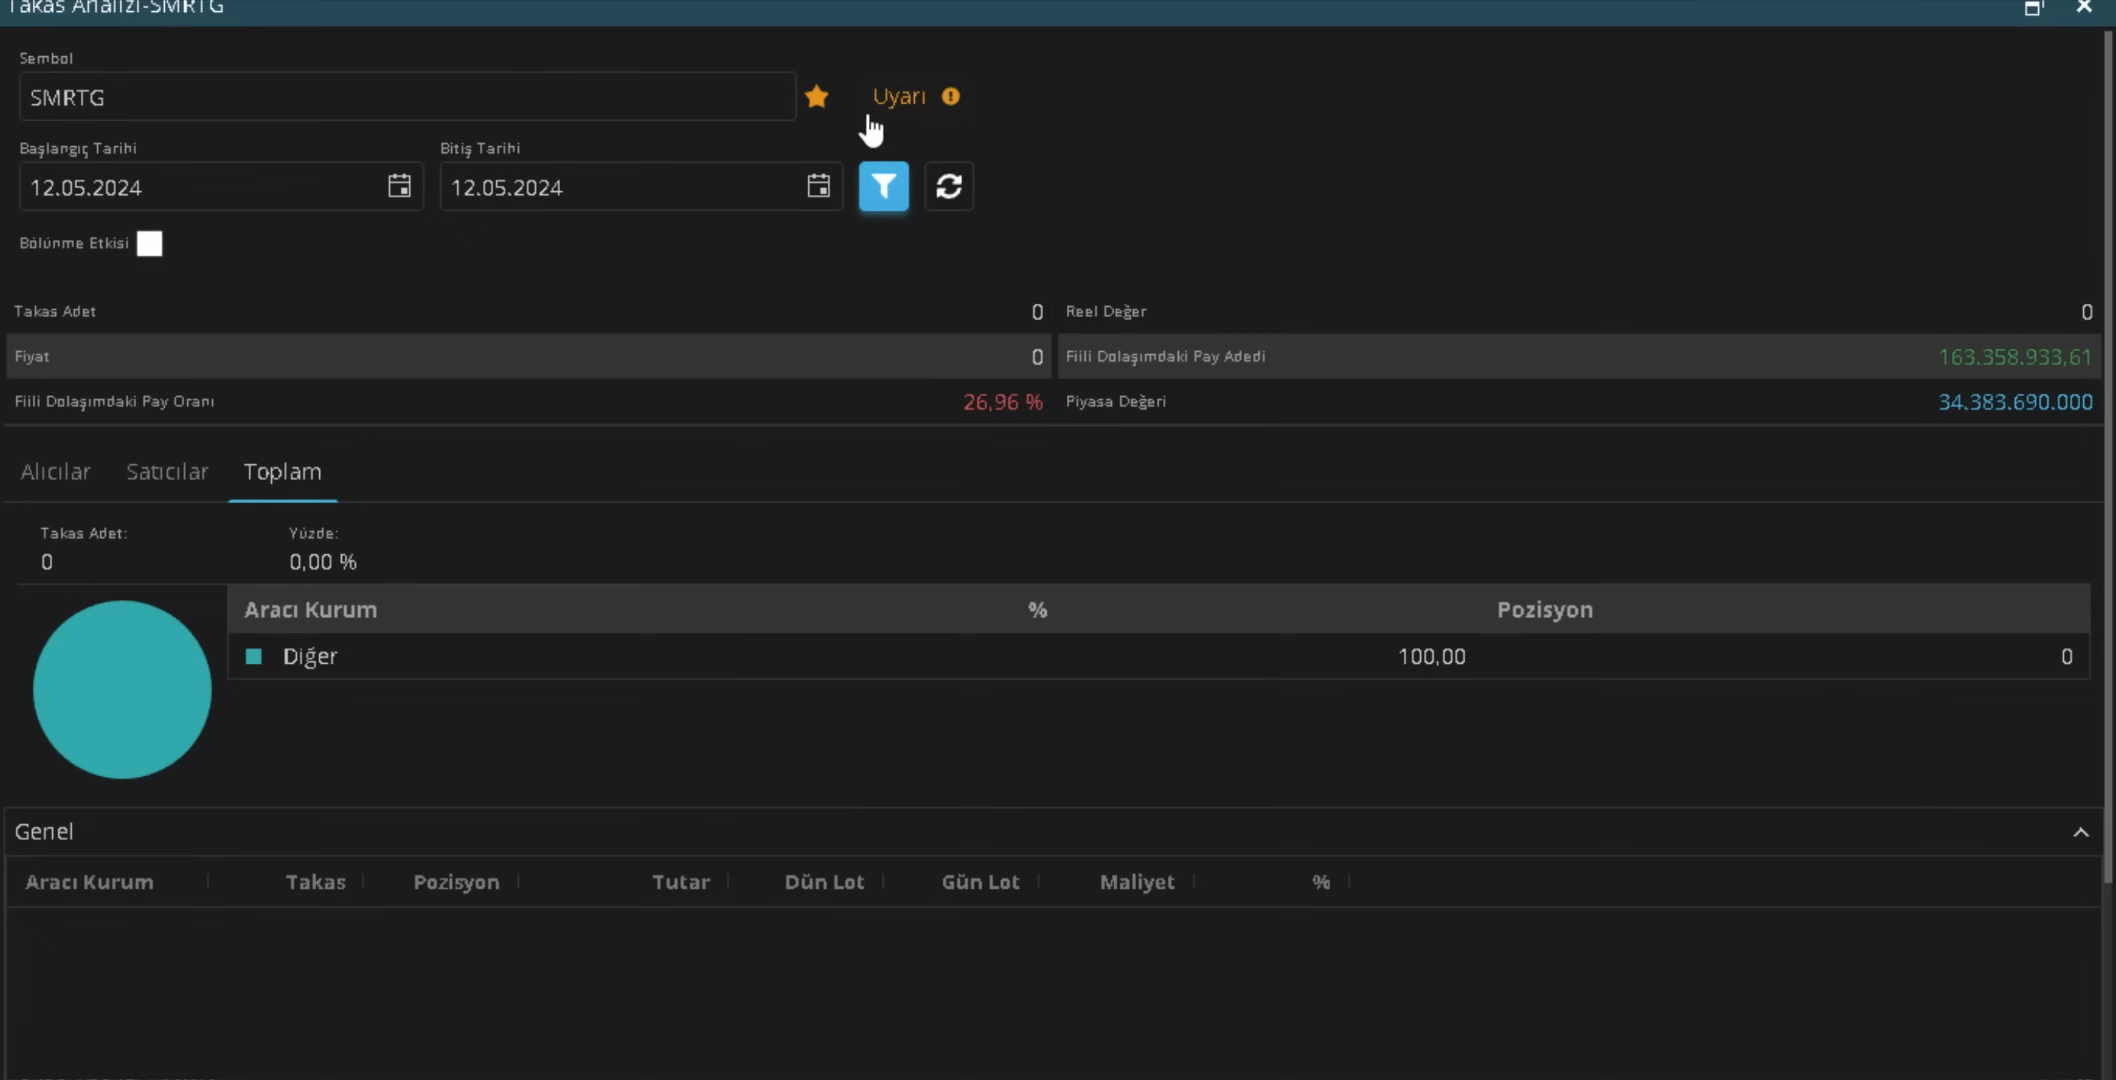 Takas Analizi-SMRTG
Sembol
SMRTG
Uyarı
Başlangıç Tarihi
Bitiş Tarihi
12.05.2024
12.05.2024
Bölünme Etkisi
Takas Adet 0 Reel Değer 0
Fiyat 0 Fiili Dolaşımdaki Pay Adedi 163.358.933,61
Fiili Dolaşımdaki Pay Oranı 26,96 % Piyasa Değeri 34.383.690.000
Alıcılar Satıcılar Toplam
Takas Adet: Yüzde:
0 0,00 %
Aracı Kurum % Pozisyon
Diğer 100,00 0
Genel
Aracı Kurum Takas Pozisyon Tutar Dün Lot Gün Lot Maliyet %